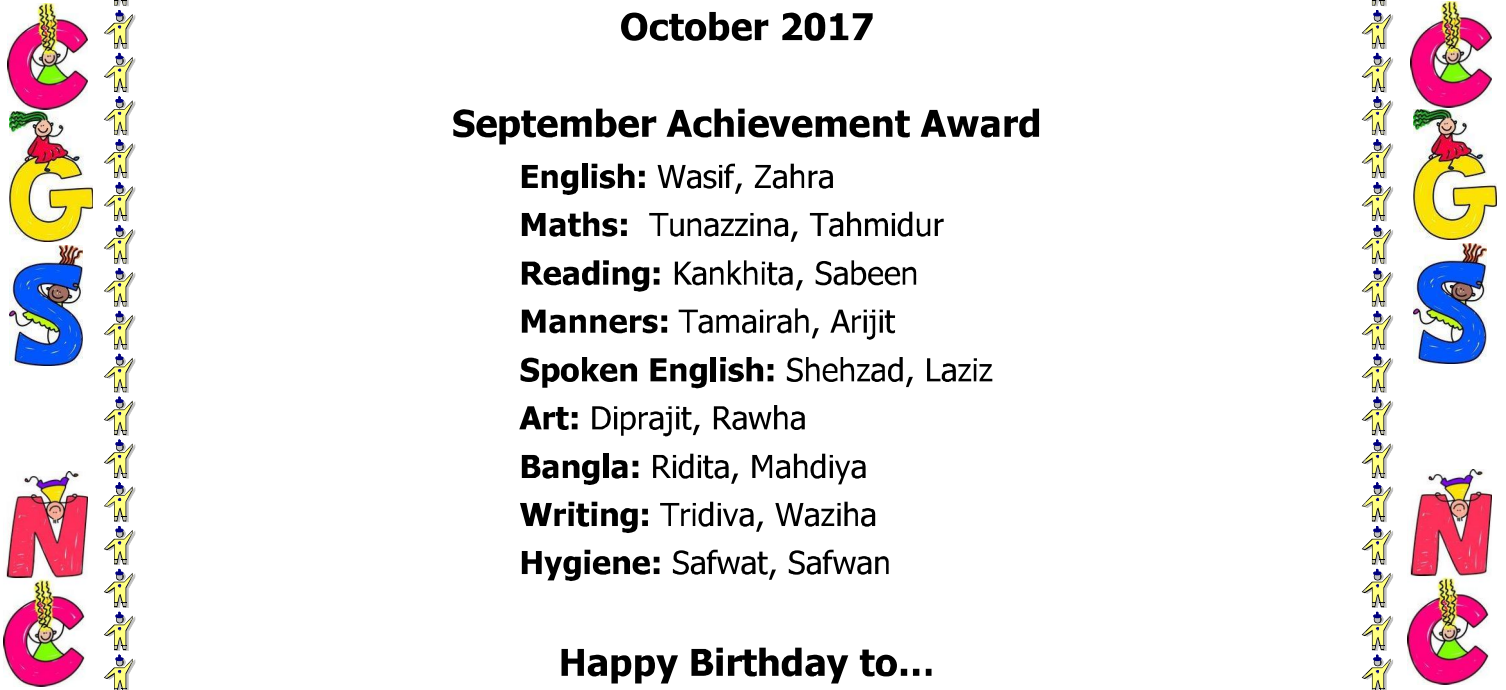 October 2017
September Achievement Award
English: Wasif, Zahra
Maths: Tunazzina, Tahmidur
Reading: Kankhita, Sabeen
Manners: Tamairah, Arijit
Spoken English: Shehzad, Laziz
Art: Diprajit, Rawha
Bangla: Ridita, Mahdiya
Writing: Tridiva, Waziha
Hygiene: Safwat, Safwan
Happy Birthday to...
C
G
S
N
C
C
G
S
N
C